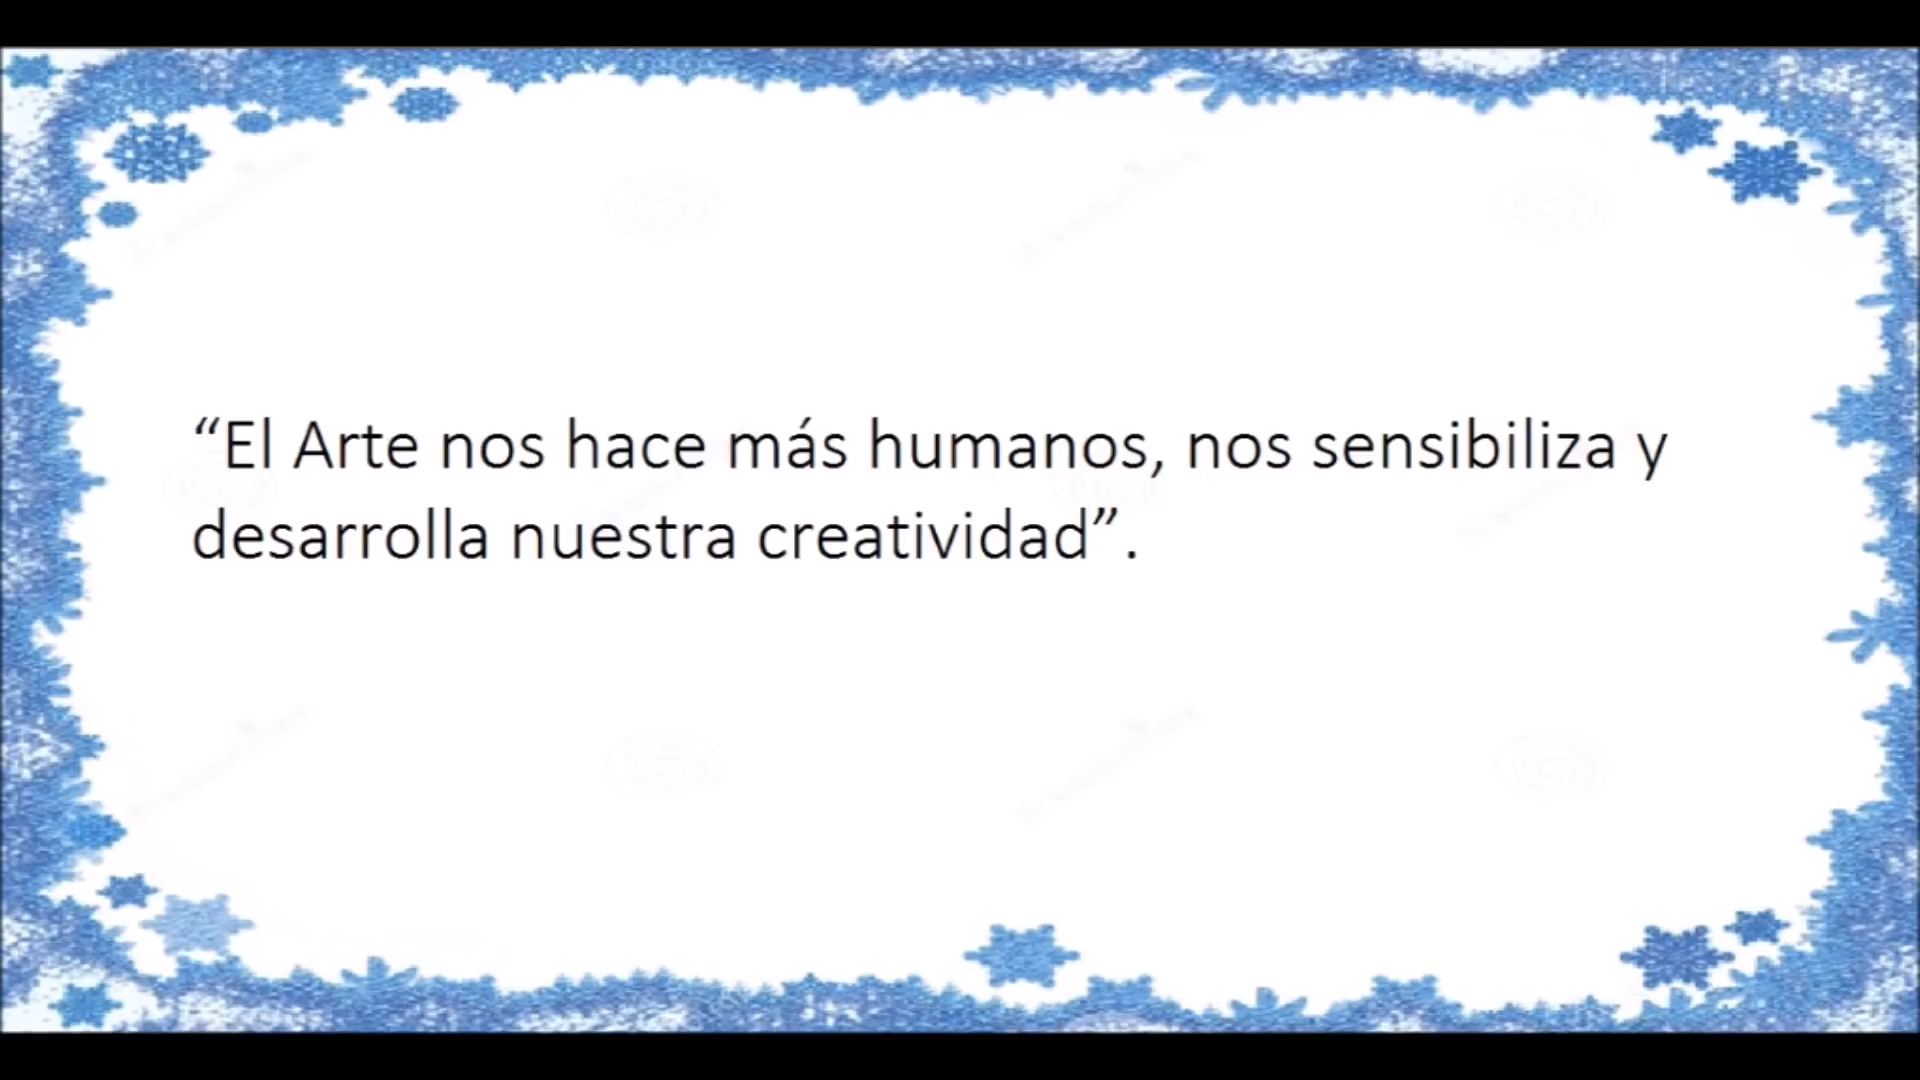 “El Arte nos hace más humanos, nos sensibiliza y
desarrolla nuestra creatividad”.